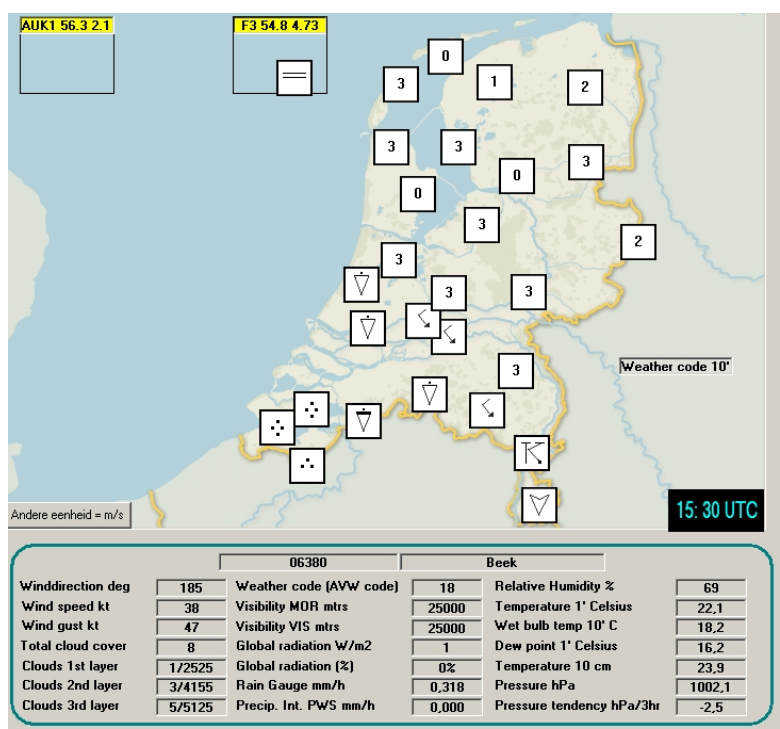 AUK1 56.3 2.1
F3 54.8 4.73
0
3
1
2
3
3
3
0
0
3
2
3
3
3
Weather code 10'
3
Andere eenheid = m/s
15: 30 UTC
06380 Beek
Winddirection deg 185 Weather code (AVW code) 18 Relative Humidity % 69
Wind speed kt 38 Visibility MOR mtrs 25000 Temperature 1' Celsius 22,1
Wind gust kt 47 Visibility VIS mtrs 25000 Wet bulb temp 10' C 18,2
Total cloud cover 8 Global radiation W/m2 1 Dew point 1' Celsius 16,2
Clouds 1st layer 1/2525 Global radiation (%) 0% Temperature 10 cm 23,9
Clouds 2nd layer 3/4155 Rain Gauge mm/h 0,318 Pressure hPa 1002,1
Clouds 3rd layer 5/5125 Precip. Int. PWS mm/h 0,000 Pressure tendency hPa/3hr -2,5